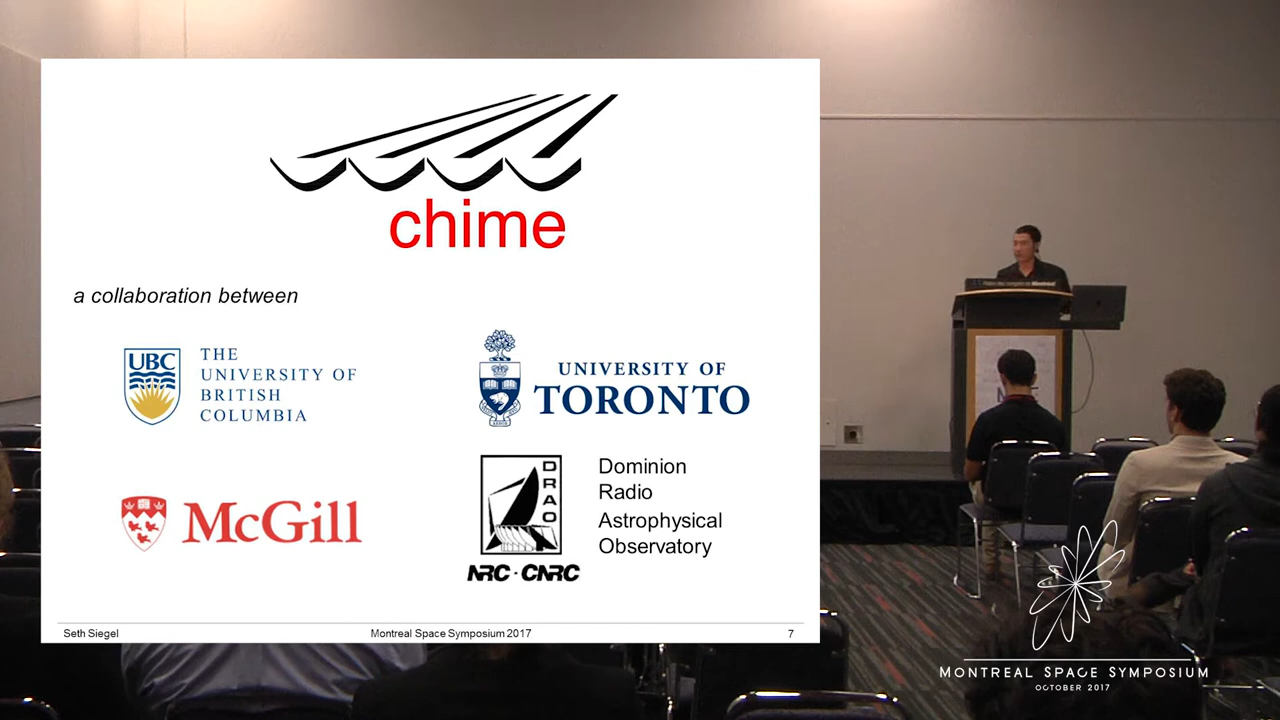 chime
a collaboration between
UBC
THE
UNIVERSITY OF
BRITISH
COLUMBIA
UNIVERSITY OF
TORONTO
McGill
DRAO
NRC · CNRC
Dominion
Radio
Astrophysical
Observatory
Seth Siegel
Montreal Space Symposium 2017
7
MONTREAL SPACE SYMPOSIUM
OCTOBER 2017